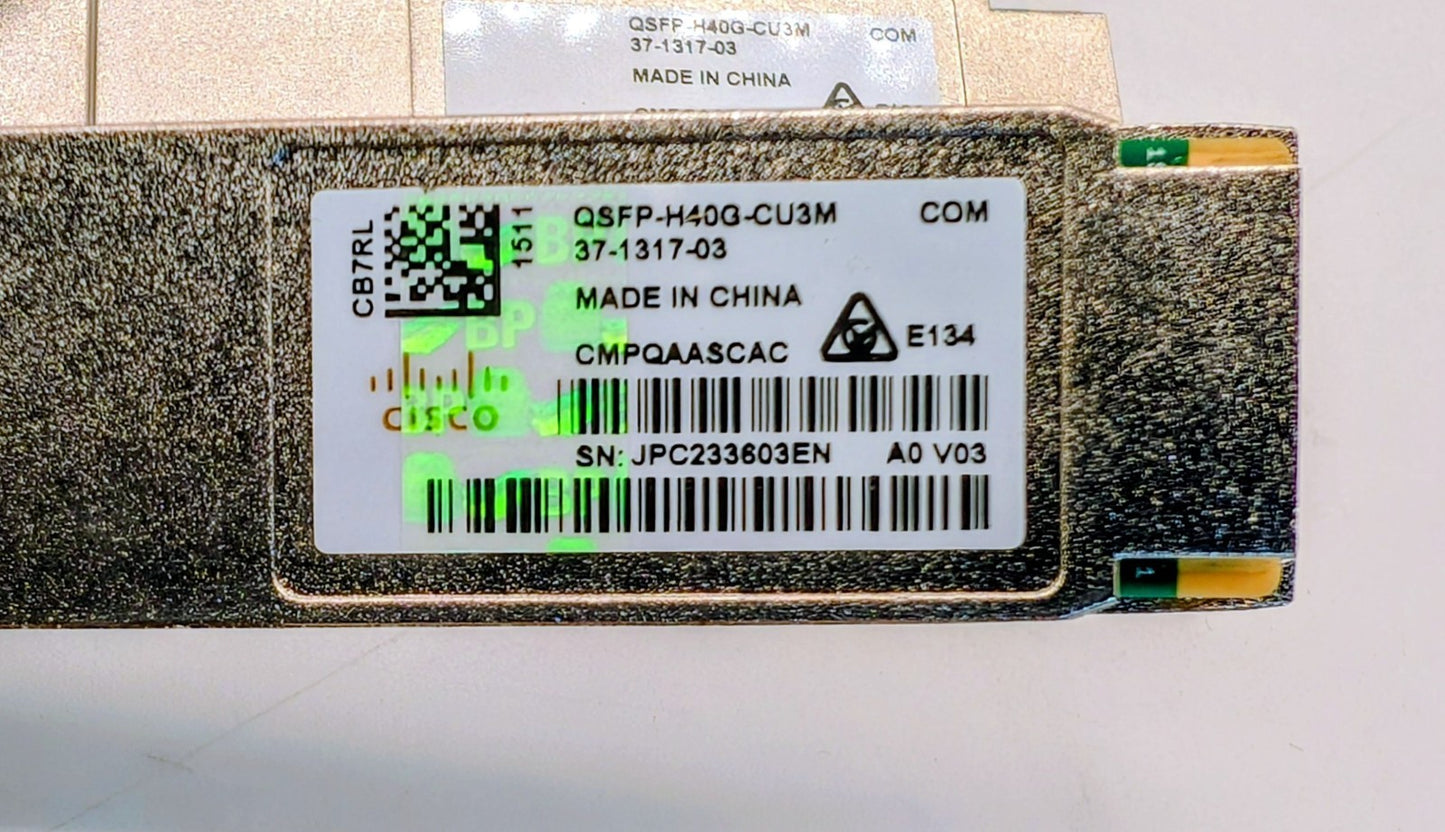 QSFP-H40G-CU3M COM
37-1317-03
MADE IN CHINA
CB7RL
1511
QSFP-H40G-CU3M COM
37-1317-03
MADE IN CHINA
E134
CMPQAASCAC
CISCO
SN: JPC233603EN A0 V03
1